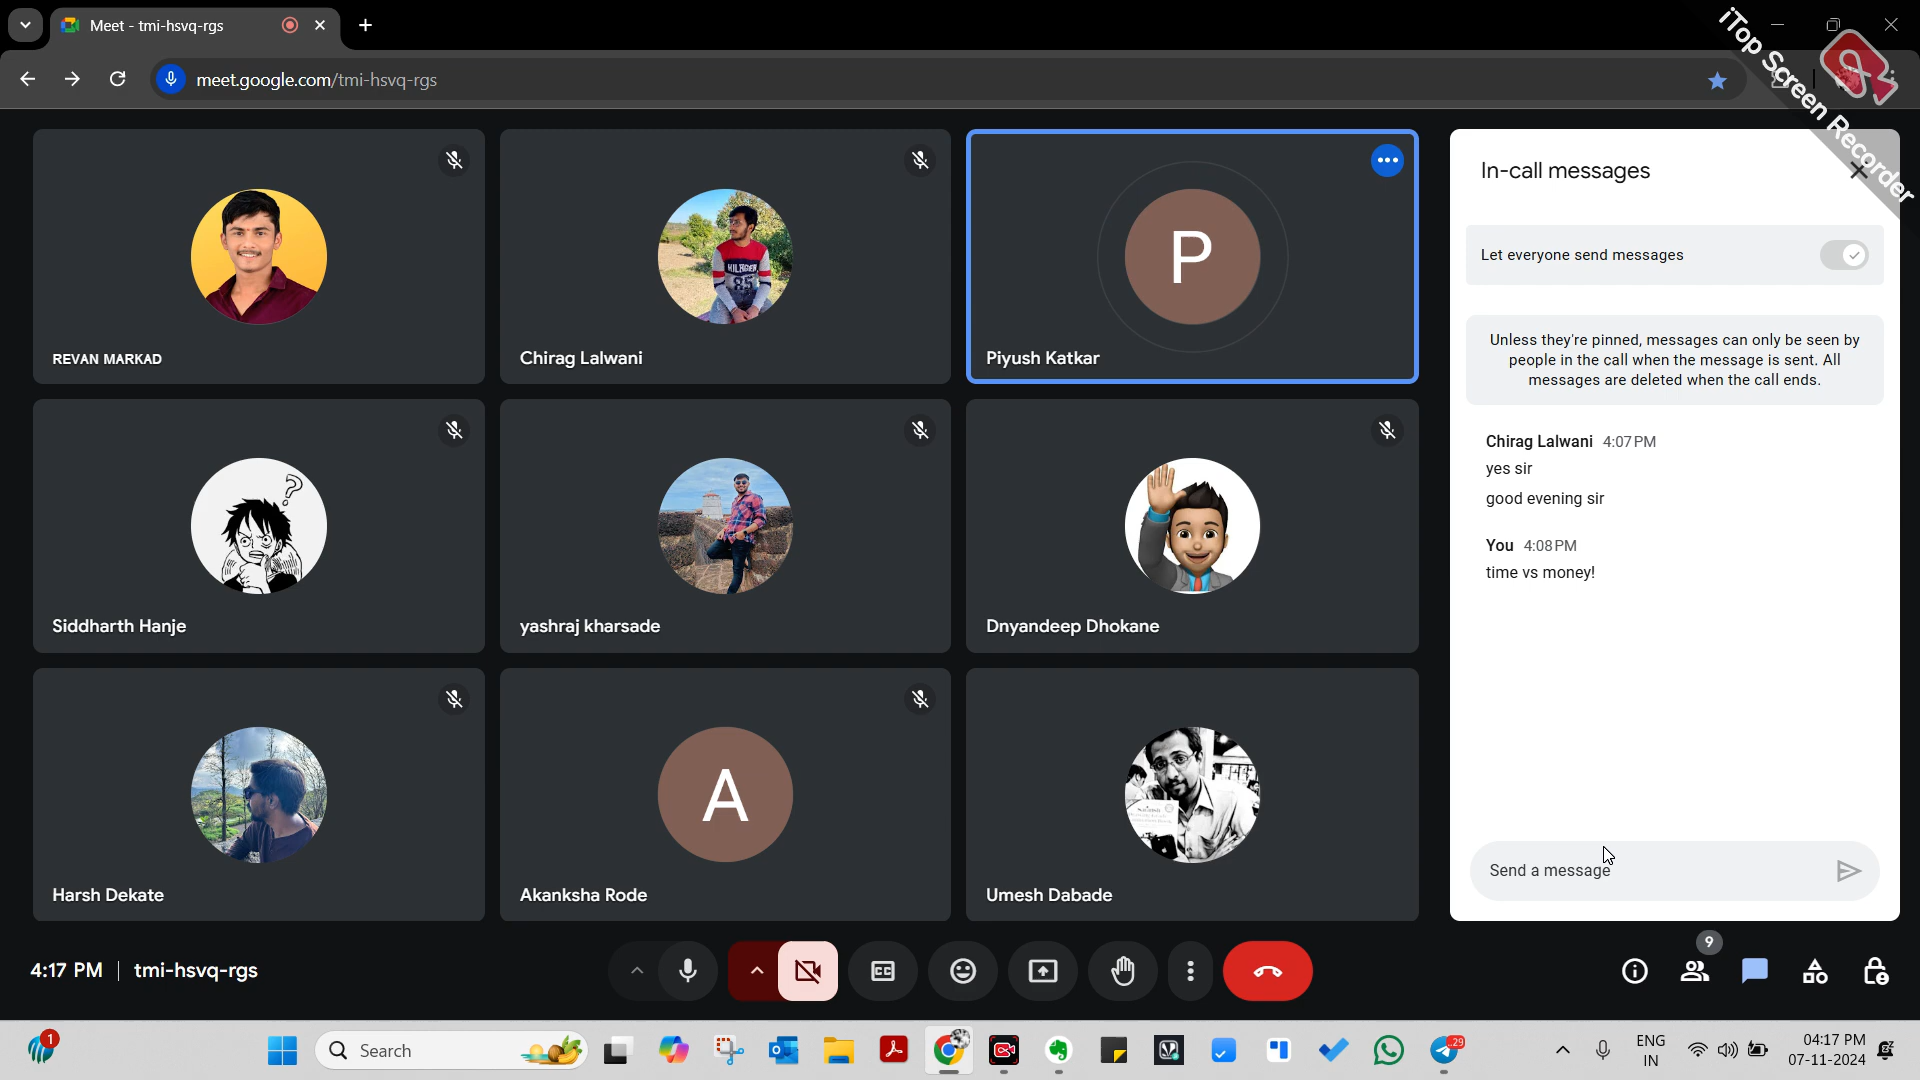 Meet - tmi-hsvq-rgs
meet.google.com/tmi-hsvq-rgs
iTop Screen Recorder
REVAN MARKAD
Chirag Lalwani
P
Piyush Katkar
HILFIGER
85
?
Siddharth Hanje
yashraj kharsade
Dnyandeep Dhokane
Harsh Dekate
A
Akanksha Rode
Umesh Dabade
In-call messages
Let everyone send messages
Unless they're pinned, messages can only be seen by
people in the call when the message is sent. All
messages are deleted when the call ends.
Chirag Lalwani 4:07 PM
yes sir
good evening sir
You 4:08 PM
time vs money!
Send a message
4:17 PM | tmi-hsvq-rgs
CC
9
1
Search
29
ENG
IN
04:17 PM
07-11-2024